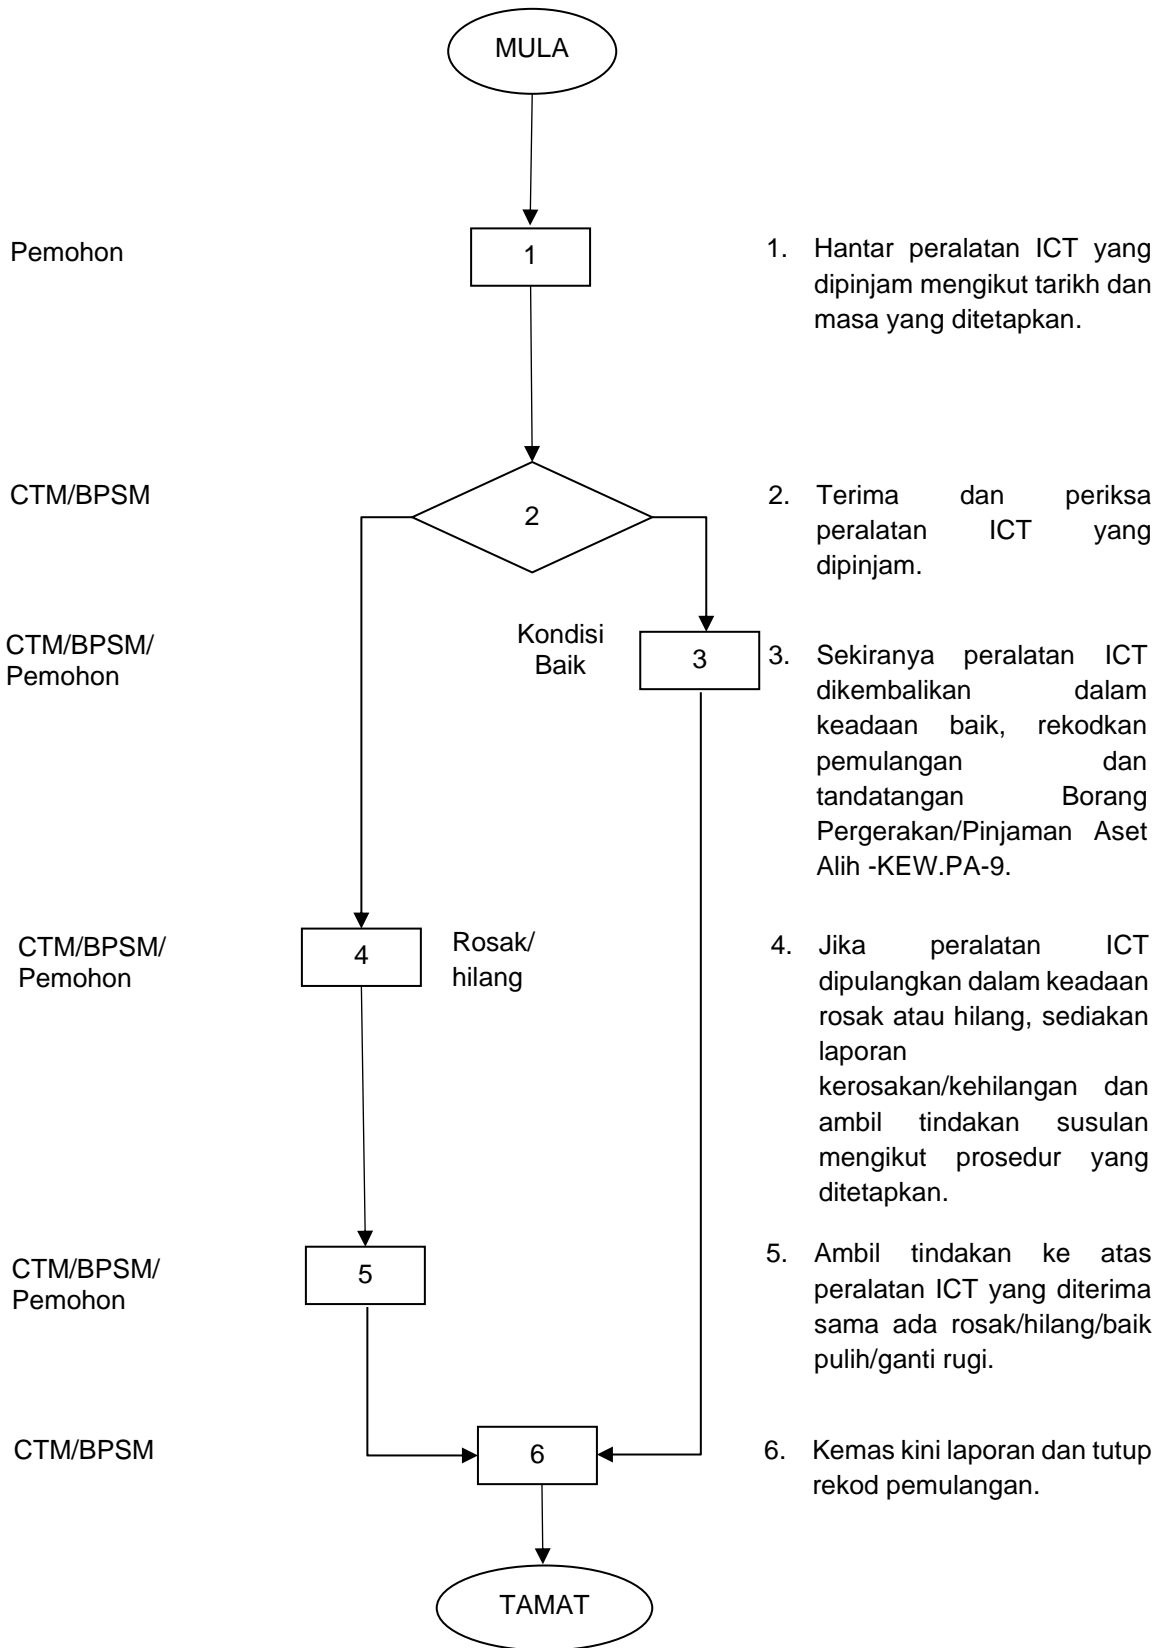 MULA
Pemohon
1
1. Hantar peralatan ICT yang
dipinjam mengikut tarikh dan
masa yang ditetapkan.
CTM/BPSM
2
2. Terima dan periksa
peralatan ICT yang
dipinjam.
CTM/BPSM/
Pemohon
Kondisi
Baik
3
3. Sekiranya peralatan ICT
dikembalikan dalam
keadaan baik, rekodkan
pemulangan dan
tandatangan Borang
Pergerakan/Pinjaman Aset
Alih -KEW.PA-9.
CTM/BPSM/
Pemohon
4
Rosak/
hilang
4. Jika peralatan ICT
dipulangkan dalam keadaan
rosak atau hilang, sediakan
laporan
kerosakan/kehilangan dan
ambil tindakan susulan
mengikut prosedur yang
ditetapkan.
CTM/BPSM/
Pemohon
5
5. Ambil tindakan ke atas
peralatan ICT yang diterima
sama ada rosak/hilang/baik
pulih/ganti rugi.
CTM/BPSM
6
6. Kemas kini laporan dan tutup
rekod pemulangan.
TAMAT